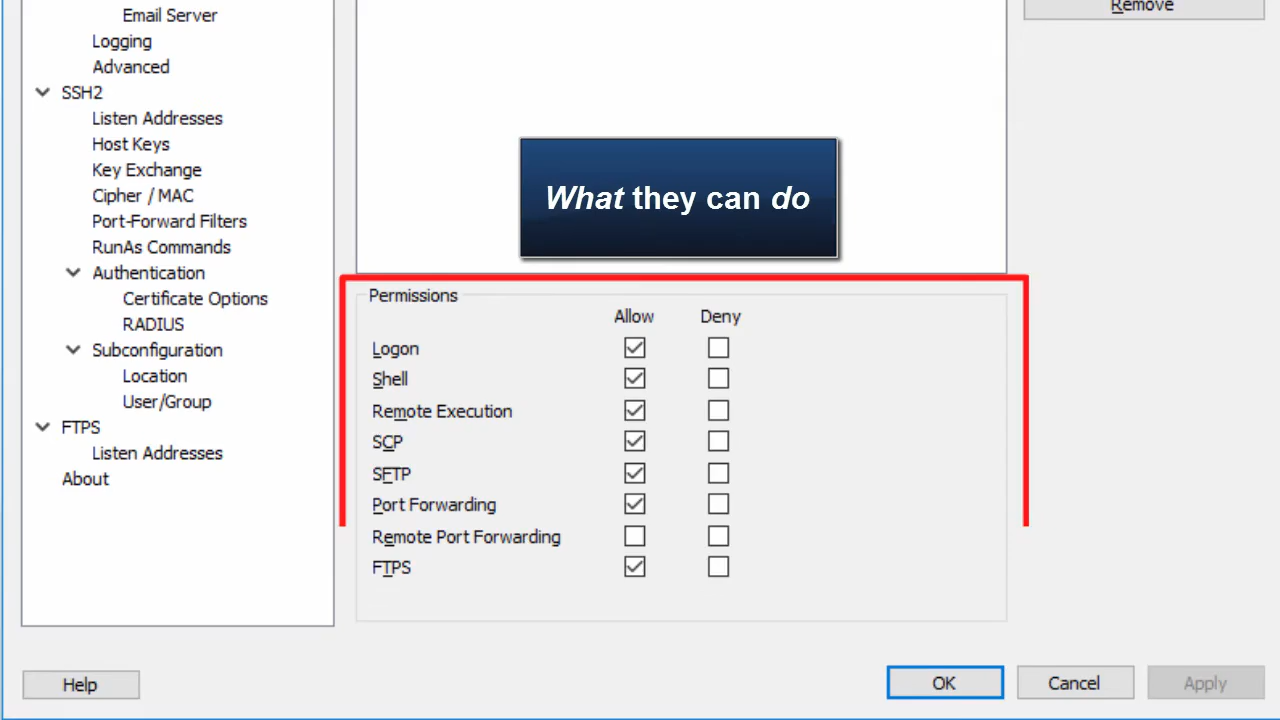 Email Server
Logging
Advanced
SSH2
Listen Addresses
Host Keys
Key Exchange
Cipher / MAC
Port-Forward Filters
RunAs Commands
Authentication
Certificate Options
RADIUS
Subconfiguration
Location
User/Group
FTPS
Listen Addresses
About
Remove
What they can do
Permissions
Allow Deny
Logon
Shell
Remote Execution
SCP
SFTP
Port Forwarding
Remote Port Forwarding
FTPS
Help
OK
Cancel
Apply